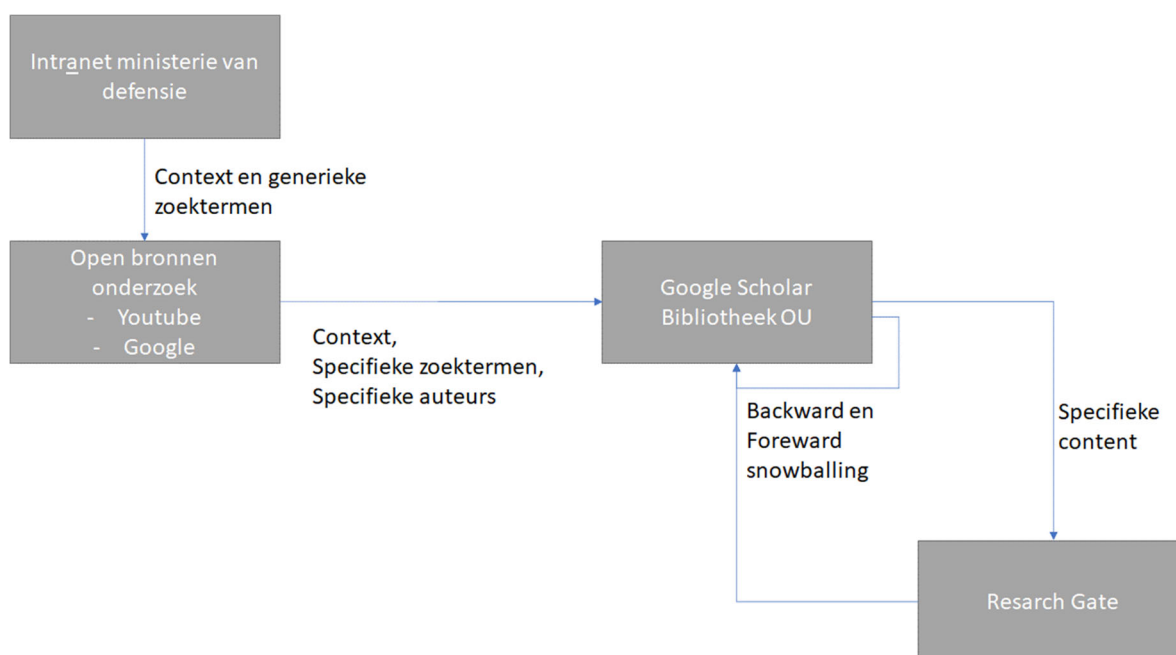 Intranet ministerie van
defensie
Context en generieke
zoektermen
Open bronnen
onderzoek
- Youtube
- Google
Context,
Specifieke zoektermen,
Specifieke auteurs
Google Scholar
Bibliotheek OU
Backward en
Foreward
snowballing
Specifieke
content
Resarch Gate